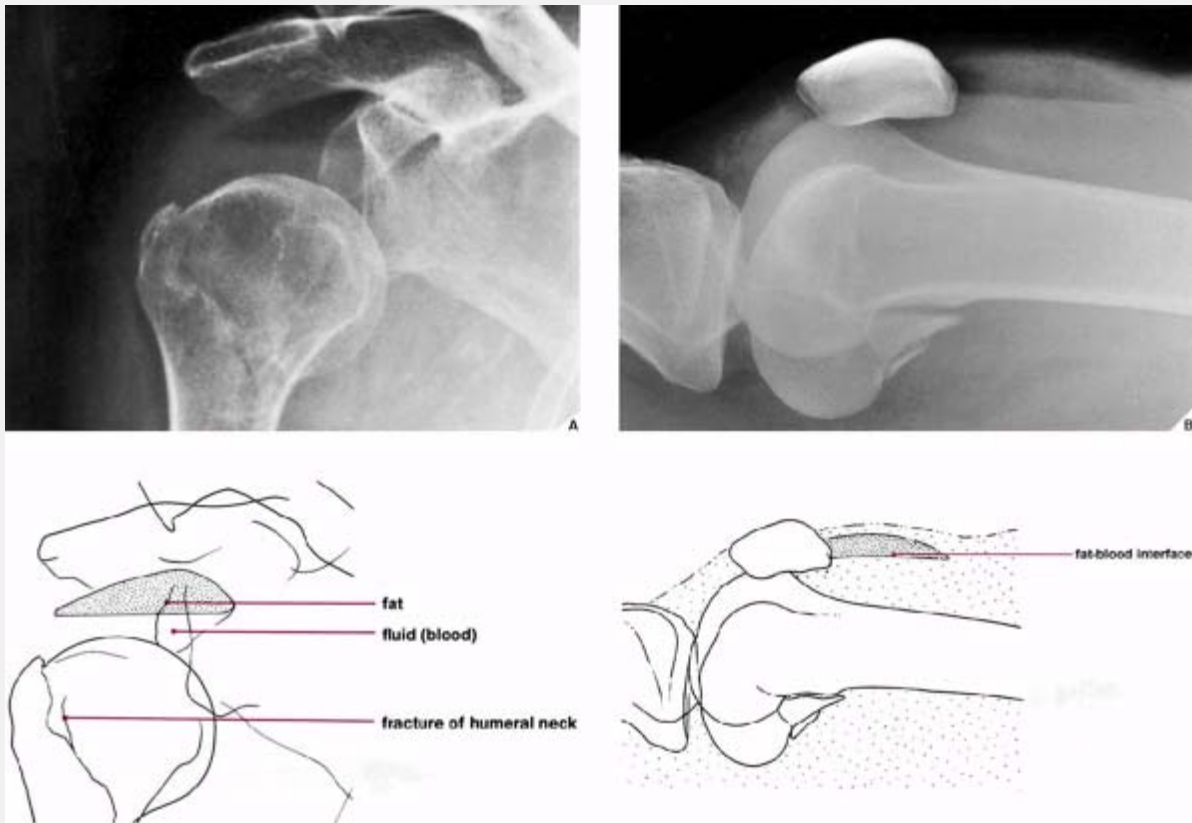 A
B
fat
fluid (blood)
fracture of humeral neck
fat-blood interface